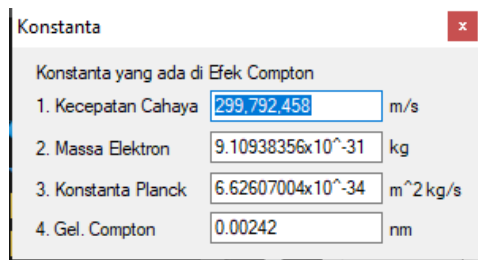 Konstanta x
Konstanta yang ada di Efek Compton
1. Kecepatan Cahaya 299,792,458 m/s
2. Massa Elektron 9.10938356x10^-31 kg
3. Konstanta Planck 6.62607004x10^-34 m^2 kg/s
4. Gel. Compton 0.00242 nm